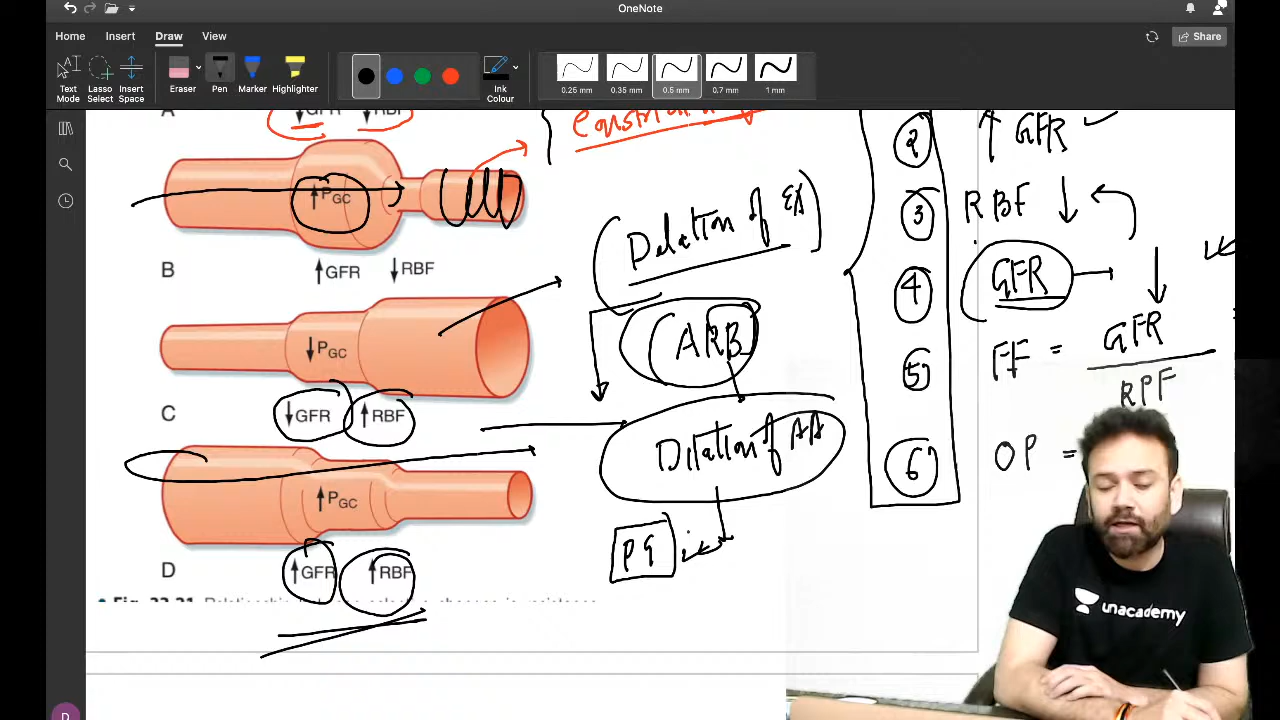 OneNote
Home Insert Draw View
Share
Text Mode
Lasso Select
Insert Space
Eraser
Pen
Marker
Highlighter
0.25 mm
0.35 mm
0.5 mm
0.7 mm
1 mm
Ink Colour
A
↓GFR ↓RBF
↑PGC
B
↑GFR ↓RBF
↓PGC
C
↓GFR ↑RBF
↑PGC
D
↑GFR ↑RBF
Dilation of EA
ARB
Dilation of AA
2
↑ GFR
3
RBF ↓
4
GFR
↓
5
FF = GFR
RPF
6
OP =
unacademy
D